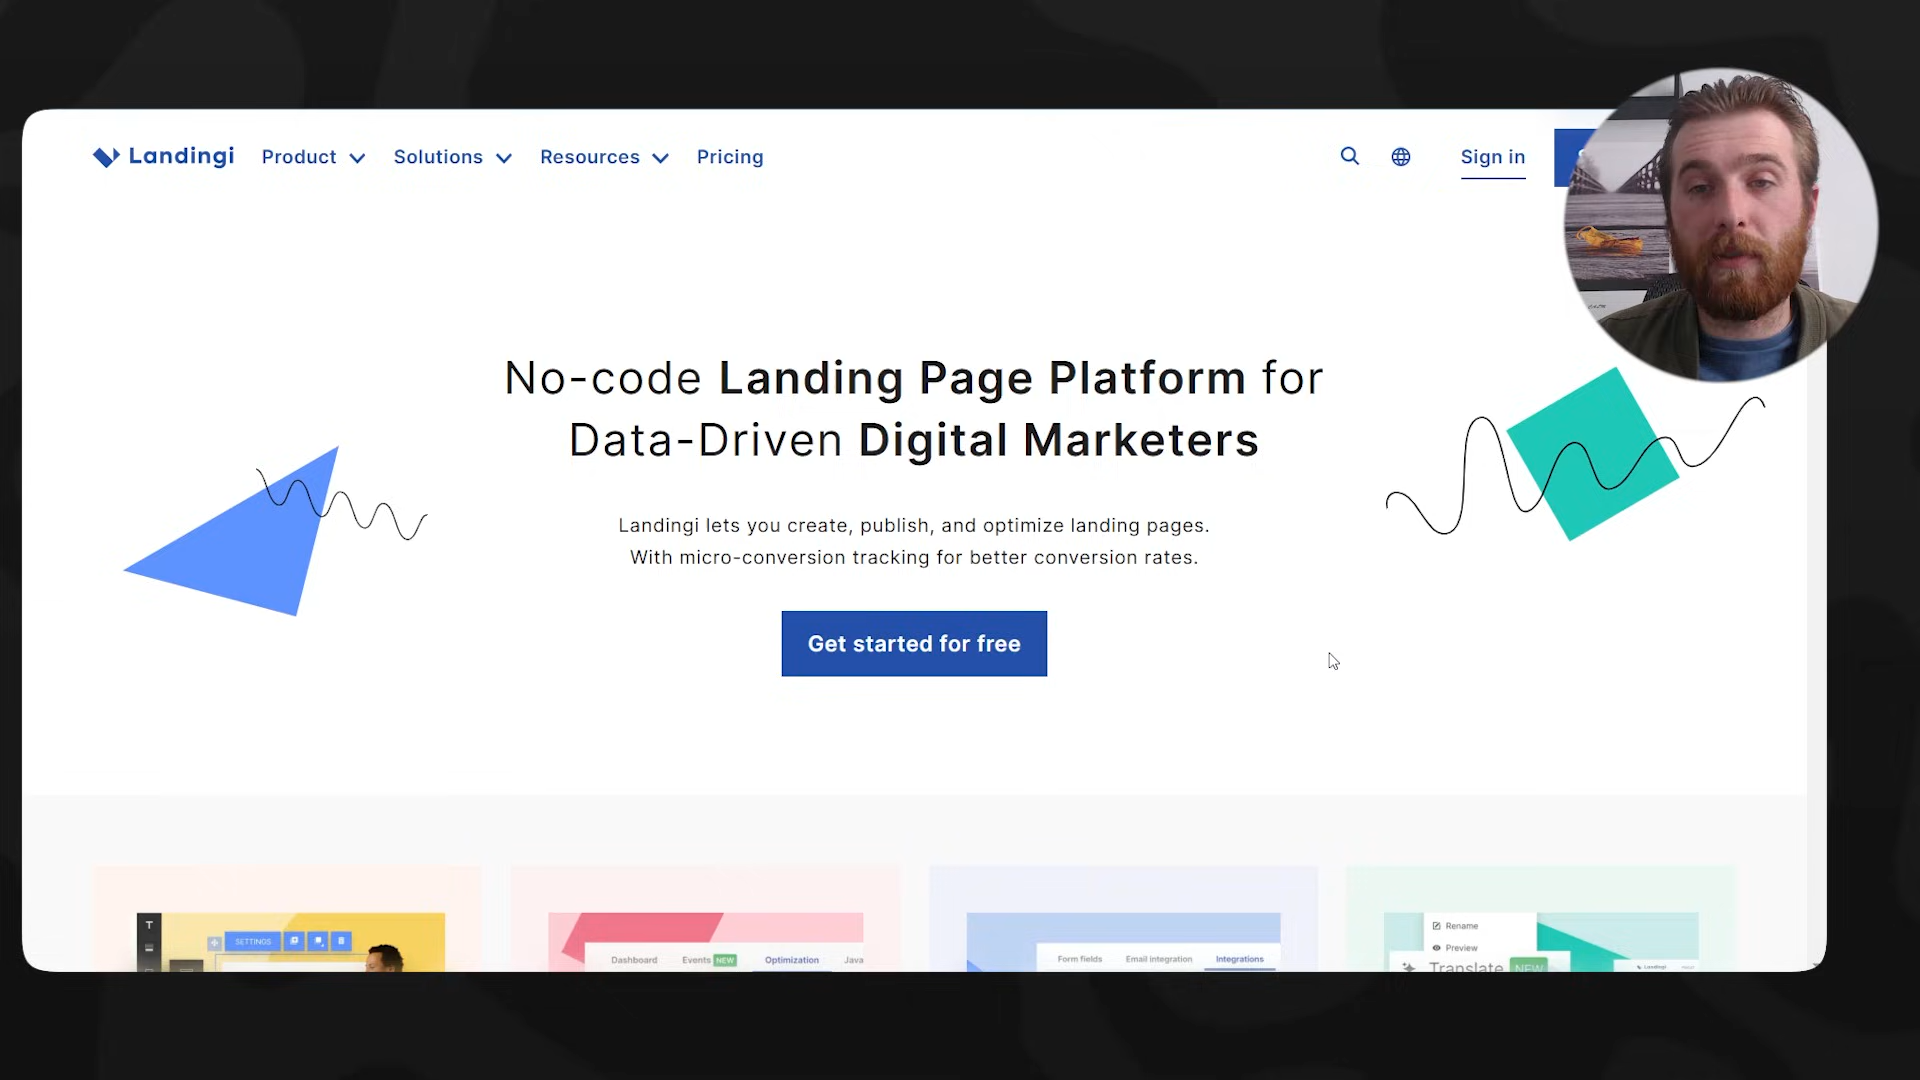 Landingi Product Solutions Resources Pricing Sign in
No-code Landing Page Platform for
Data-Driven Digital Marketers
Landingi lets you create, publish, and optimize landing pages.
With micro-conversion tracking for better conversion rates.
Get started for free
T
SETTINGS
Dashboard Events NEW Optimization Java
Form fields Email integration Integrations
Rename
Preview
Translate NEW
Landingi